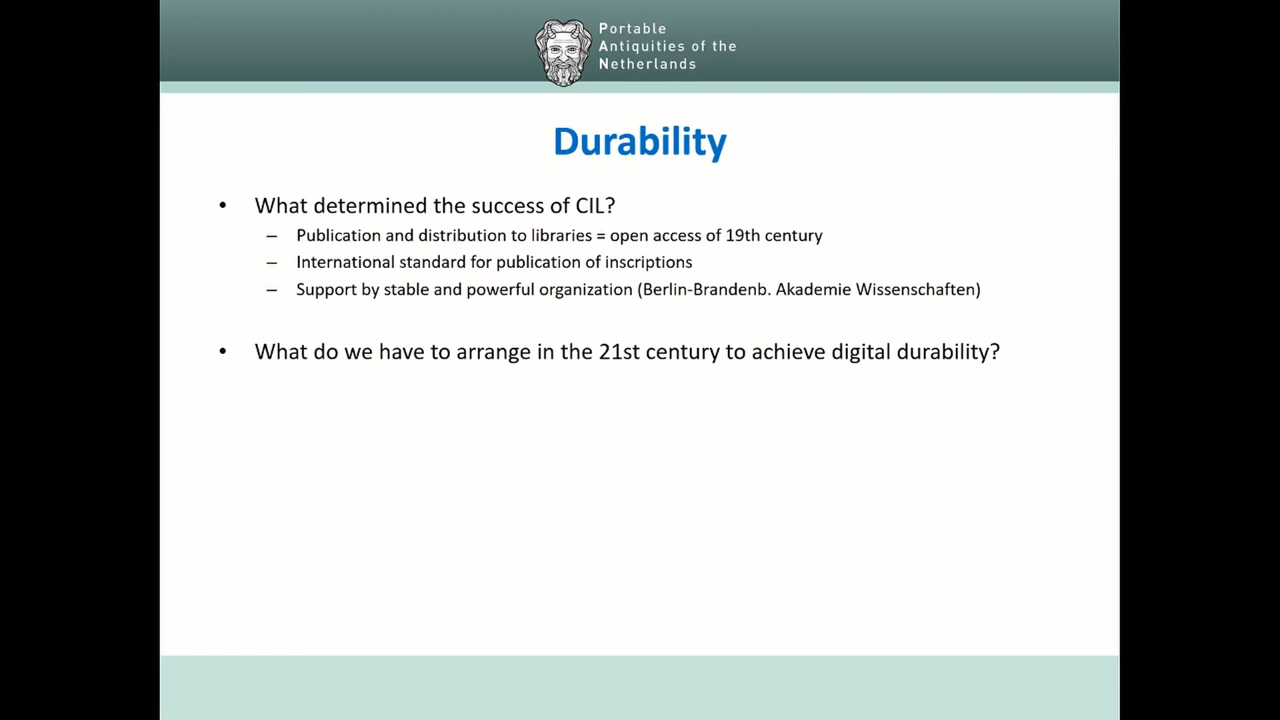 Portable
Antiquities of the
Netherlands
Durability
• What determined the success of CIL?
– Publication and distribution to libraries = open access of 19th century
– International standard for publication of inscriptions
– Support by stable and powerful organization (Berlin-Brandenb. Akademie Wissenschaften)
• What do we have to arrange in the 21st century to achieve digital durability?